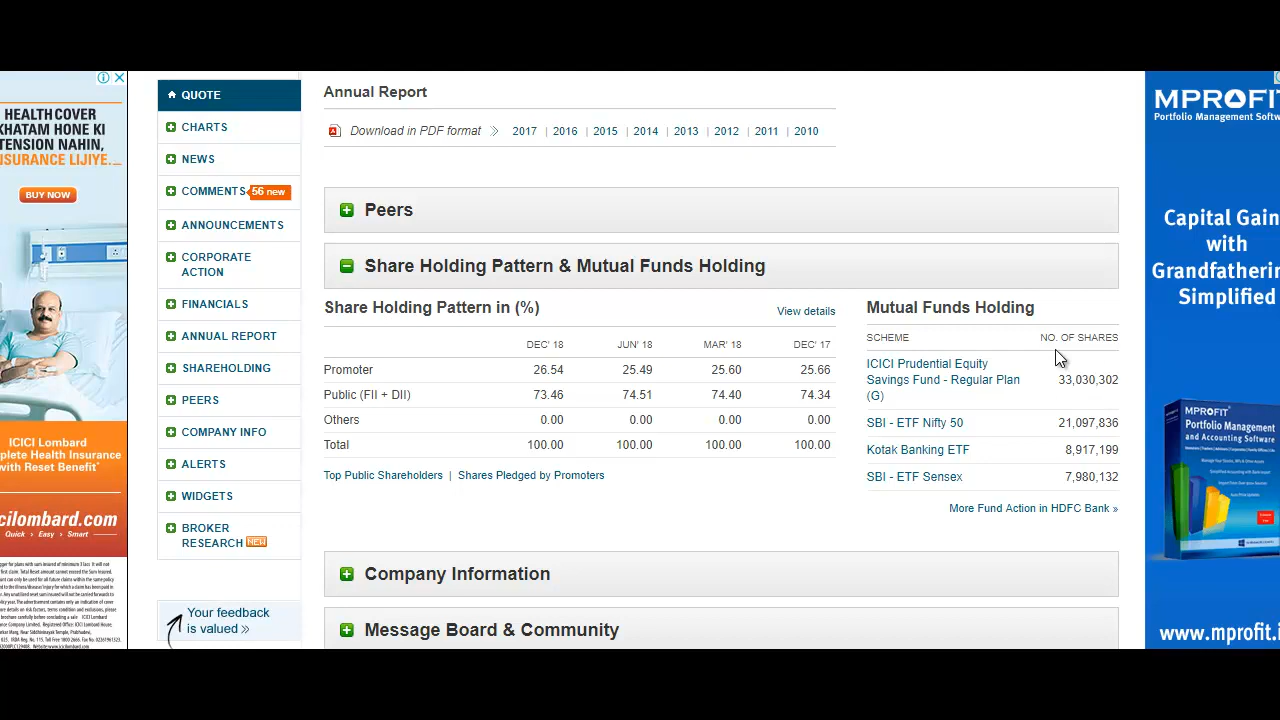 HEALTH COVER
KHATAM HONE KI
TENSION NAHIN,
INSURANCE LIJIYE.
BUY NOW
ICICI Lombard
plete Health Insurance
with Reset Benefit*
cilombard.com
Quick › Easy › Smart
QUOTE
CHARTS
NEWS
COMMENTS 56 new
ANNOUNCEMENTS
CORPORATE
ACTION
FINANCIALS
ANNUAL REPORT
SHAREHOLDING
PEERS
COMPANY INFO
ALERTS
WIDGETS
BROKER
RESEARCH NEW
Your feedback
is valued »
Annual Report
Download in PDF format » 2017 | 2016 | 2015 | 2014 | 2013 | 2012 | 2011 | 2010
Peers
Share Holding Pattern & Mutual Funds Holding
Share Holding Pattern in (%) View details
DEC' 18 JUN' 18 MAR' 18 DEC' 17
Promoter 26.54 25.49 25.60 25.66
Public (FII + DII) 73.46 74.51 74.40 74.34
Others 0.00 0.00 0.00 0.00
Total 100.00 100.00 100.00 100.00
Top Public Shareholders | Shares Pledged by Promoters
Mutual Funds Holding
SCHEME NO. OF SHARES
ICICI Prudential Equity
Savings Fund - Regular Plan 33,030,302
(G)
SBI - ETF Nifty 50 21,097,836
Kotak Banking ETF 8,917,199
SBI - ETF Sensex 7,980,132
More Fund Action in HDFC Bank »
Company Information
Message Board & Community
MPROFIT
Portfolio Management Softw
Capital Gain
with
Grandfatherin
Simplified
MPROFIT
Portfolio Management
and Accounting Software
www.mprofit.i